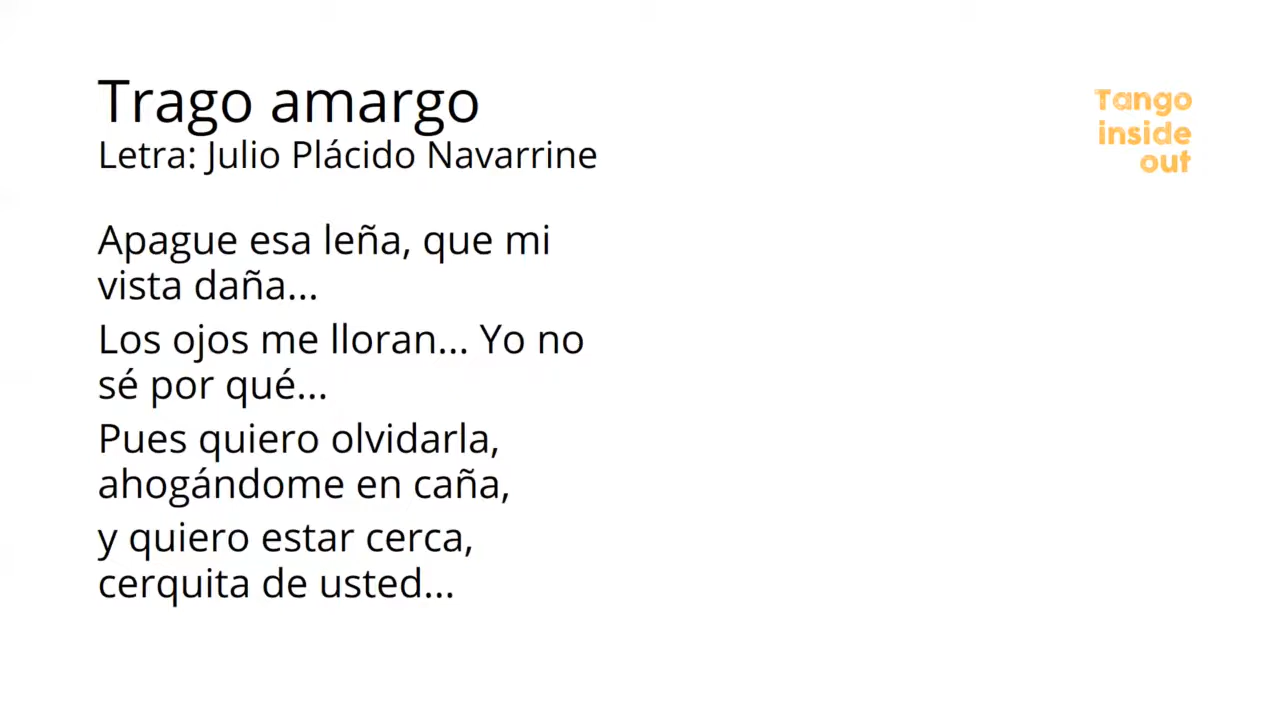 Trago amargo
Letra: Julio Plácido Navarrine
Tango
inside
out
Apague esa leña, que mi
vista daña...
Los ojos me lloran... Yo no
sé por qué...
Pues quiero olvidarla,
ahogándome en caña,
y quiero estar cerca,
cerquita de usted...